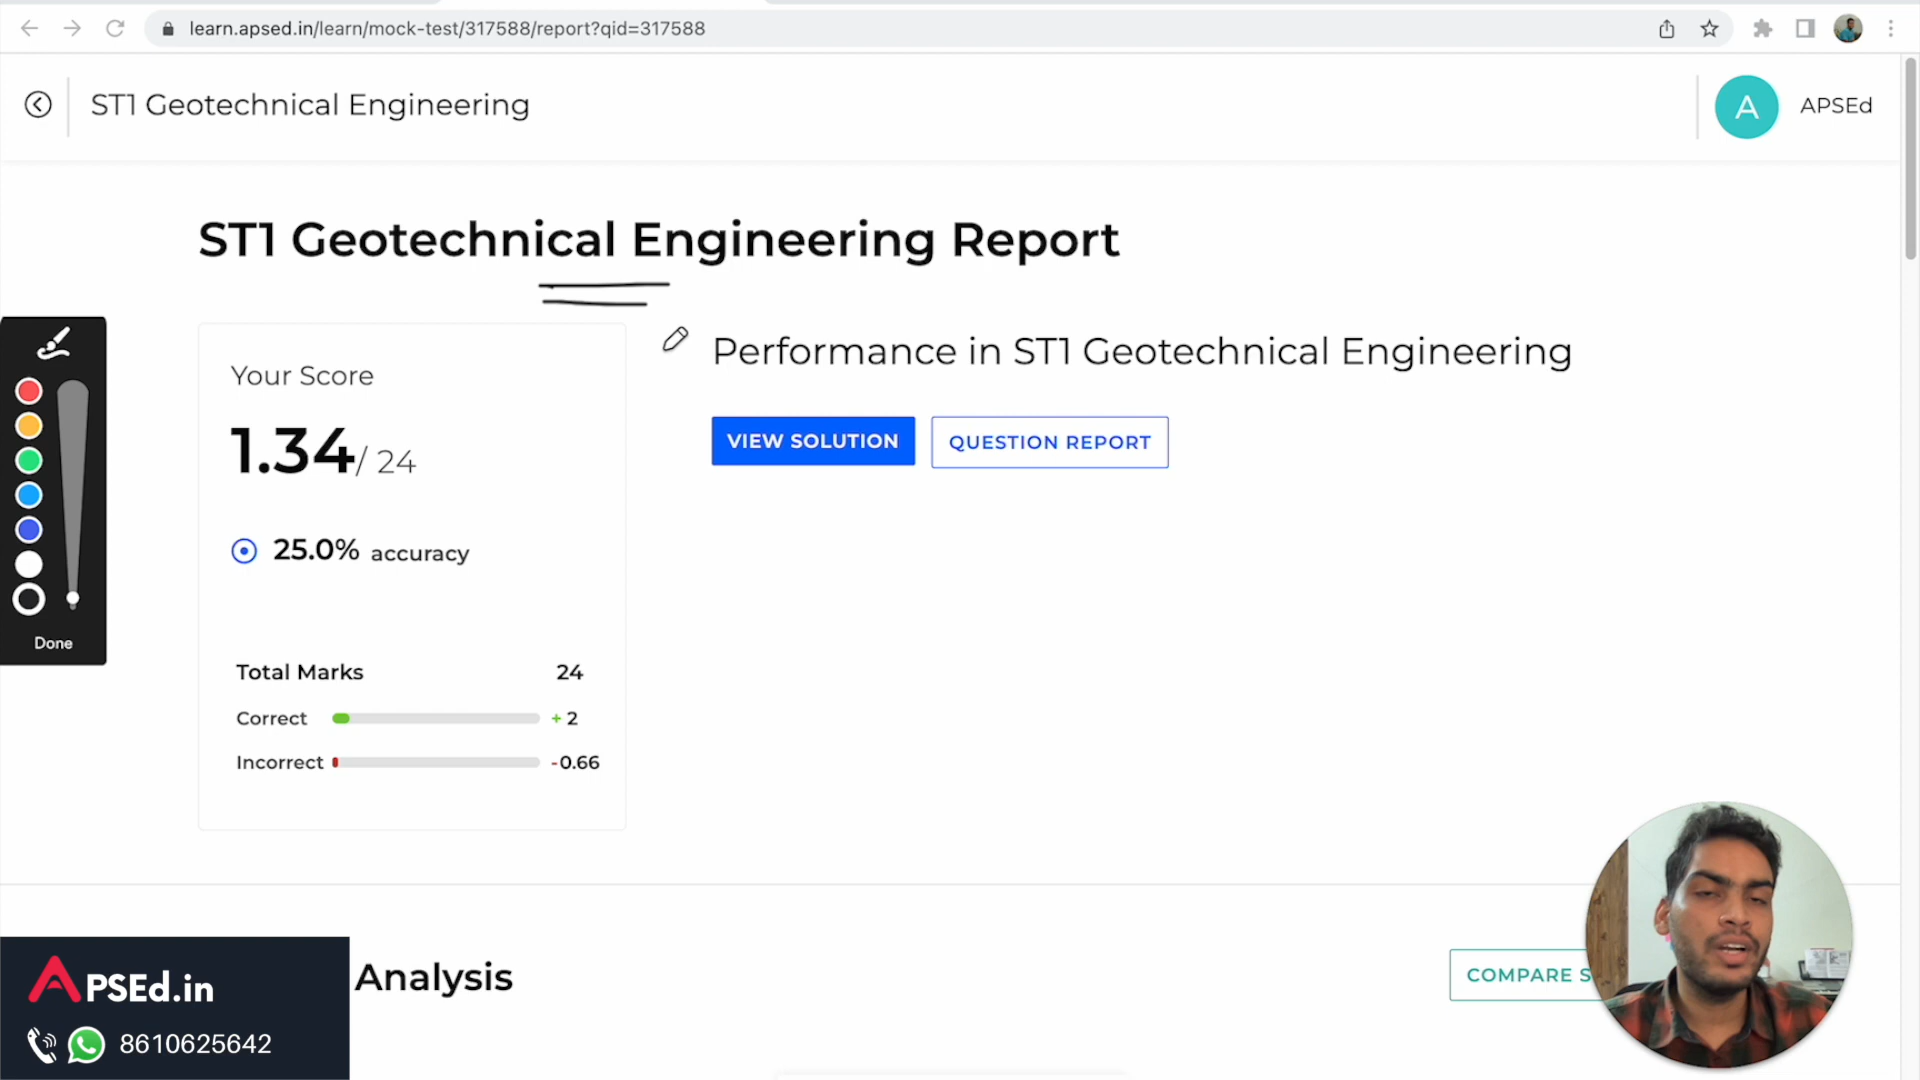 learn.apsed.in/learn/mock-test/317588/report?qid=317588
ST1 Geotechnical Engineering
A APSEd
ST1 Geotechnical Engineering Report
Your Score
1.34/ 24
25.0% accuracy
Total Marks 24
Correct + 2
Incorrect -0.66
Performance in ST1 Geotechnical Engineering
VIEW SOLUTION QUESTION REPORT
Done
Analysis
COMPARE S
APSEd.in
8610625642